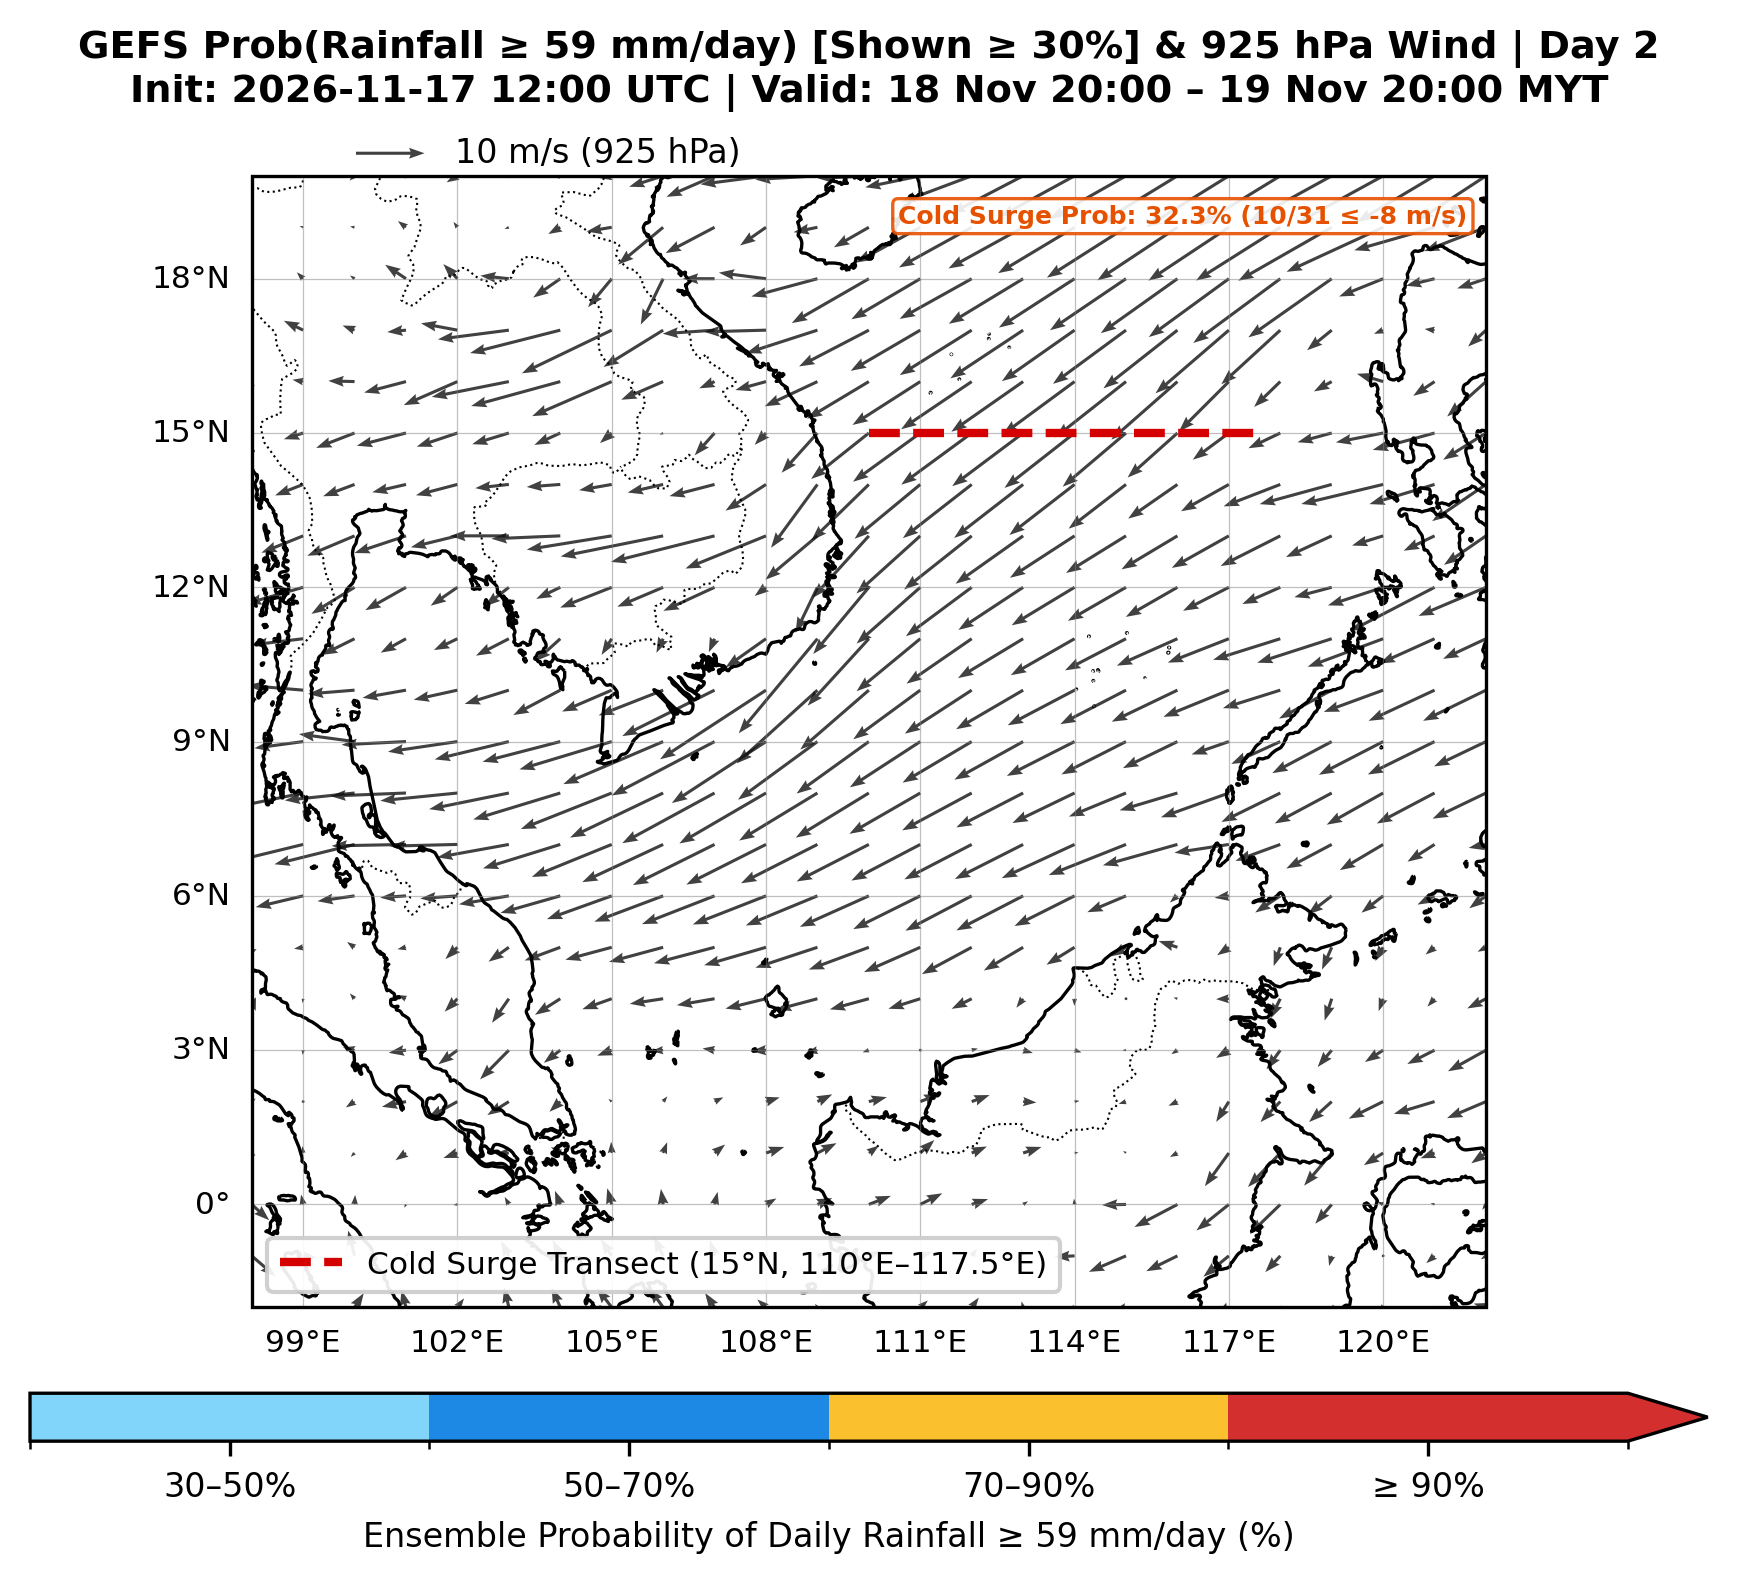 GEFS Prob(Rainfall ≥ 59 mm/day) [Shown ≥ 30%] & 925 hPa Wind | Day 2
Init: 2026-11-17 12:00 UTC | Valid: 18 Nov 20:00 – 19 Nov 20:00 MYT
10 m/s (925 hPa)
Cold Surge Prob: 32.3% (10/31 ≤ -8 m/s)
18°N
15°N
12°N
9°N
6°N
3°N
0°
Cold Surge Transect (15°N, 110°E–117.5°E)
99°E 102°E 105°E 108°E 111°E 114°E 117°E 120°E
30–50% 50–70% 70–90% ≥ 90%
Ensemble Probability of Daily Rainfall ≥ 59 mm/day (%)